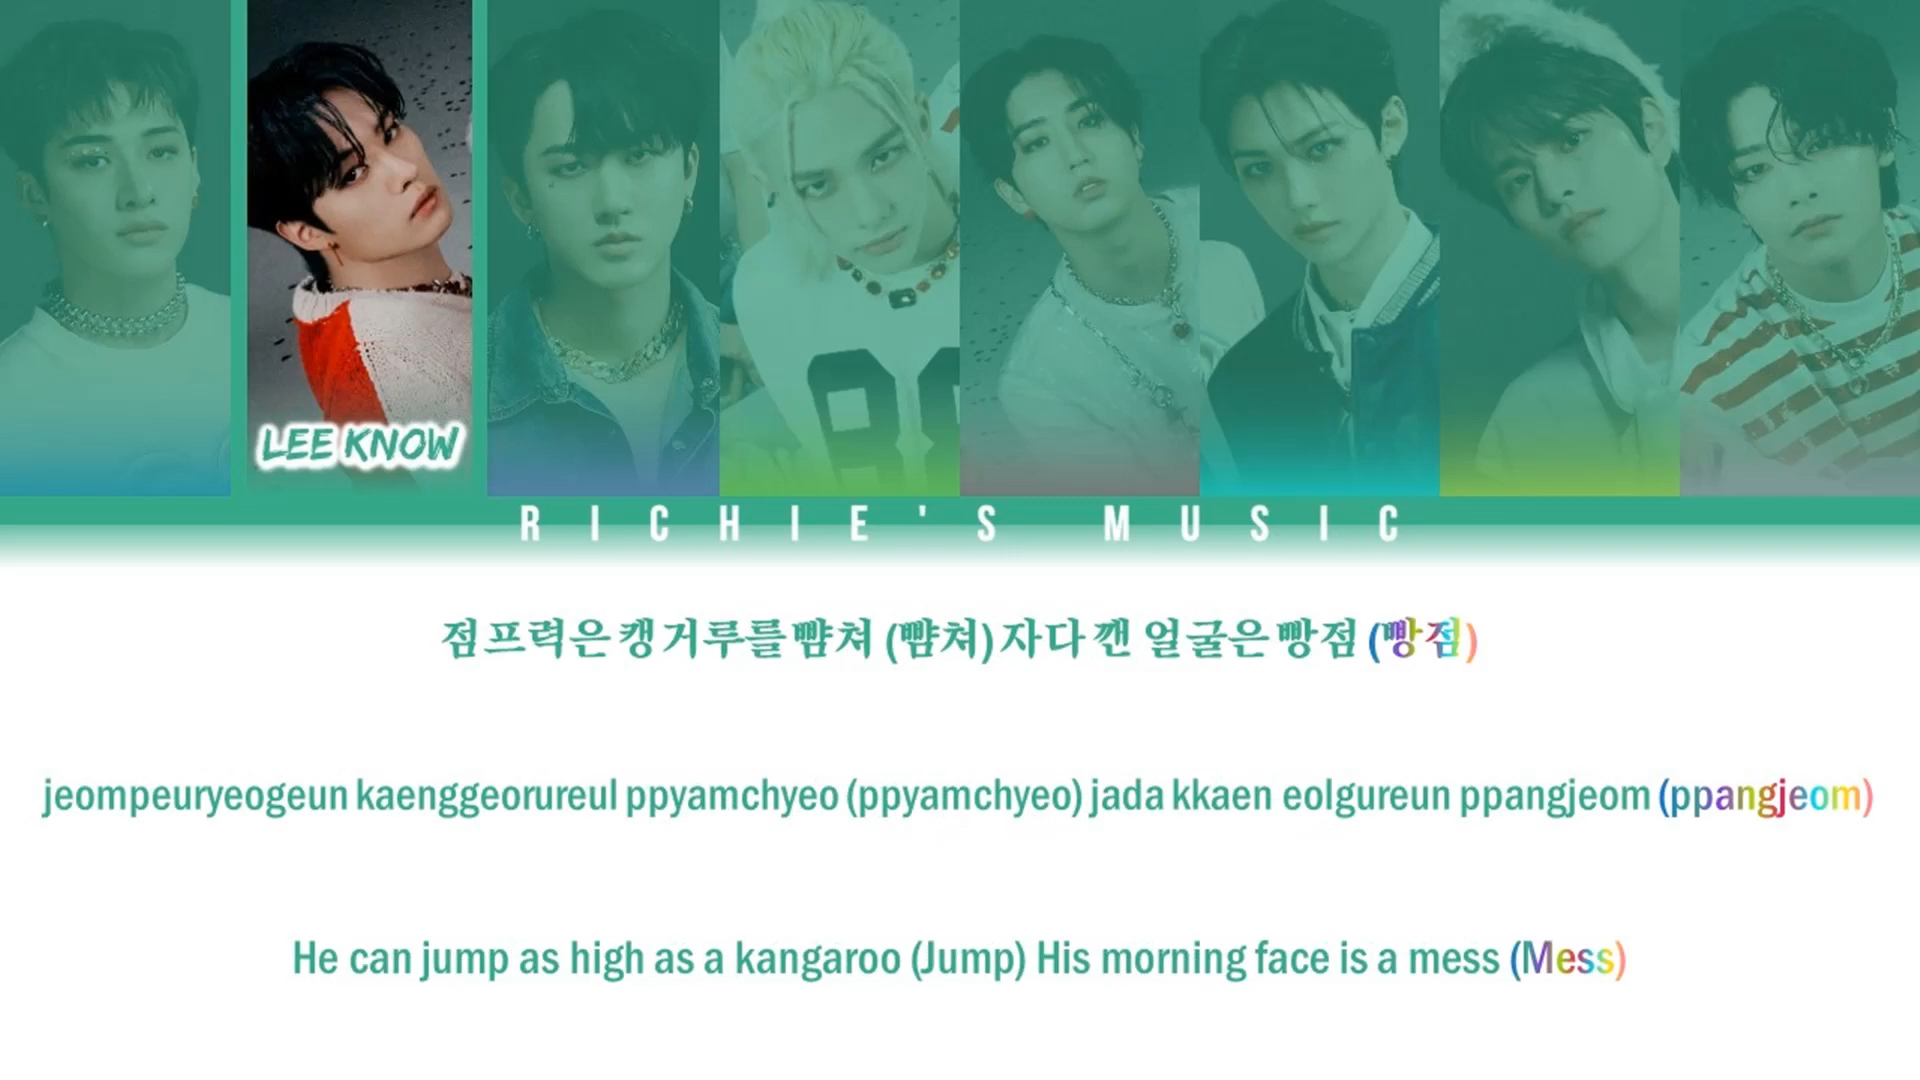 LEE KNOW
RICHIE'S MUSIC
점프력은 캥거루를 뺨쳐 (뺨쳐) 자다 깬 얼굴은 빵점 (빵점)
jeompeuryeogeun kaenggeorureul ppyamchyeo (ppyamchyeo) jada kkaen eolgureun ppangjeom (ppangjeom)
He can jump as high as a kangaroo (Jump) His morning face is a mess (Mess)